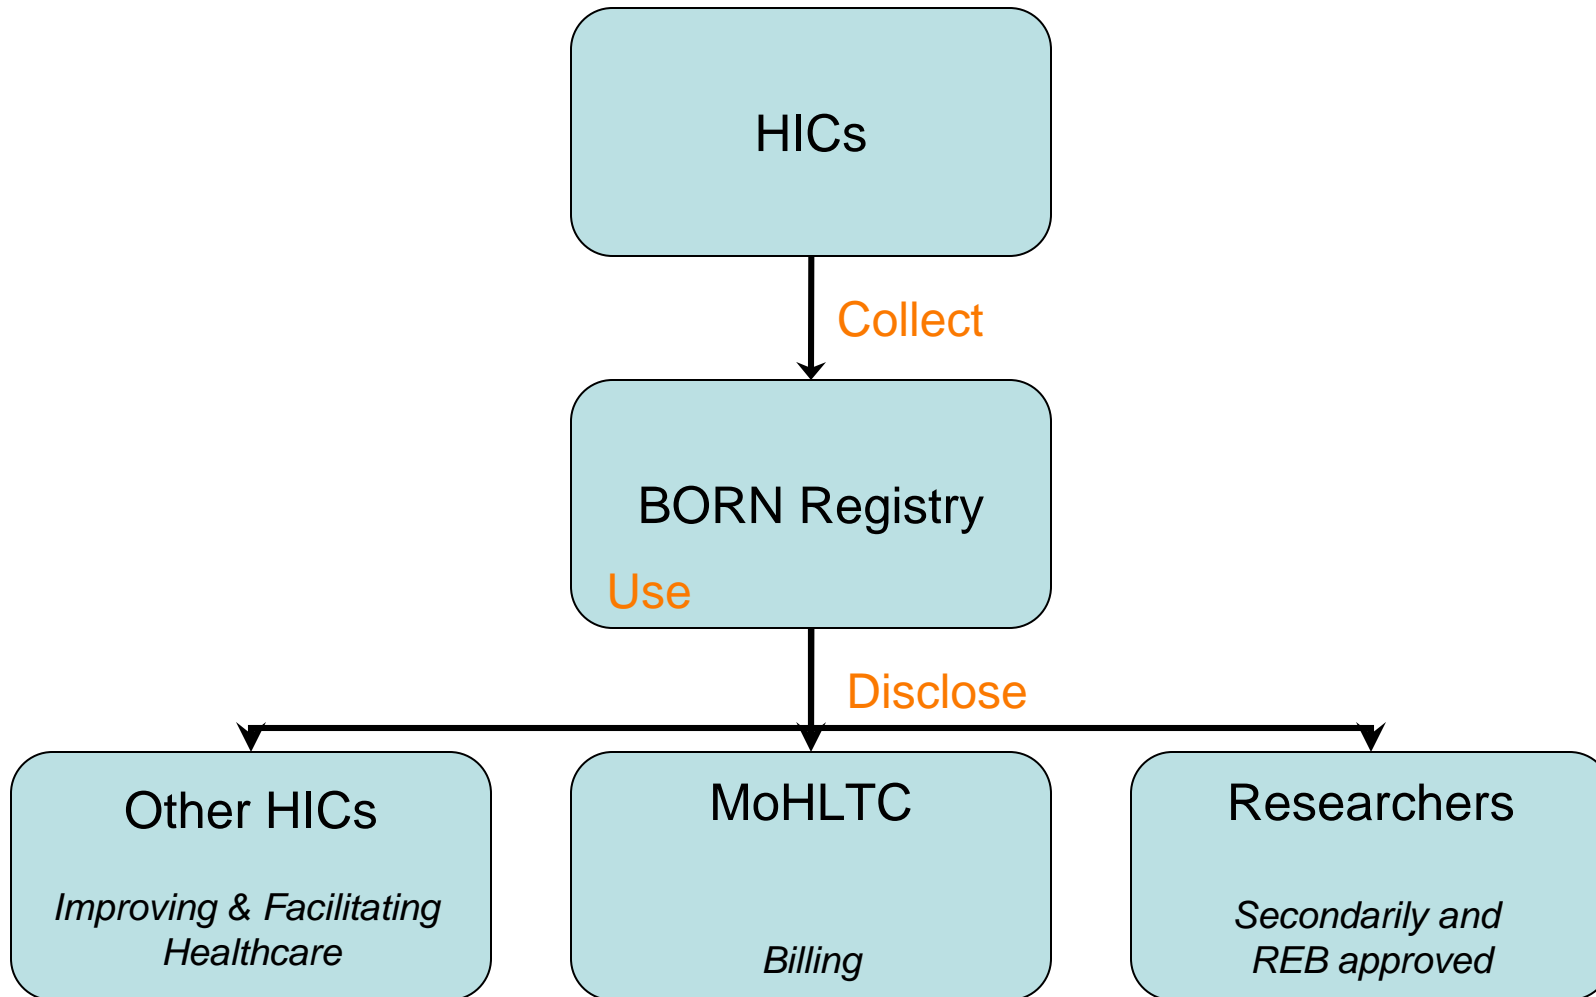 HICs
Collect
BORN Registry
Use
Disclose
Other HICs
Improving & Facilitating
Healthcare
MoHLTC
Billing
Researchers
Secondarily and
REB approved